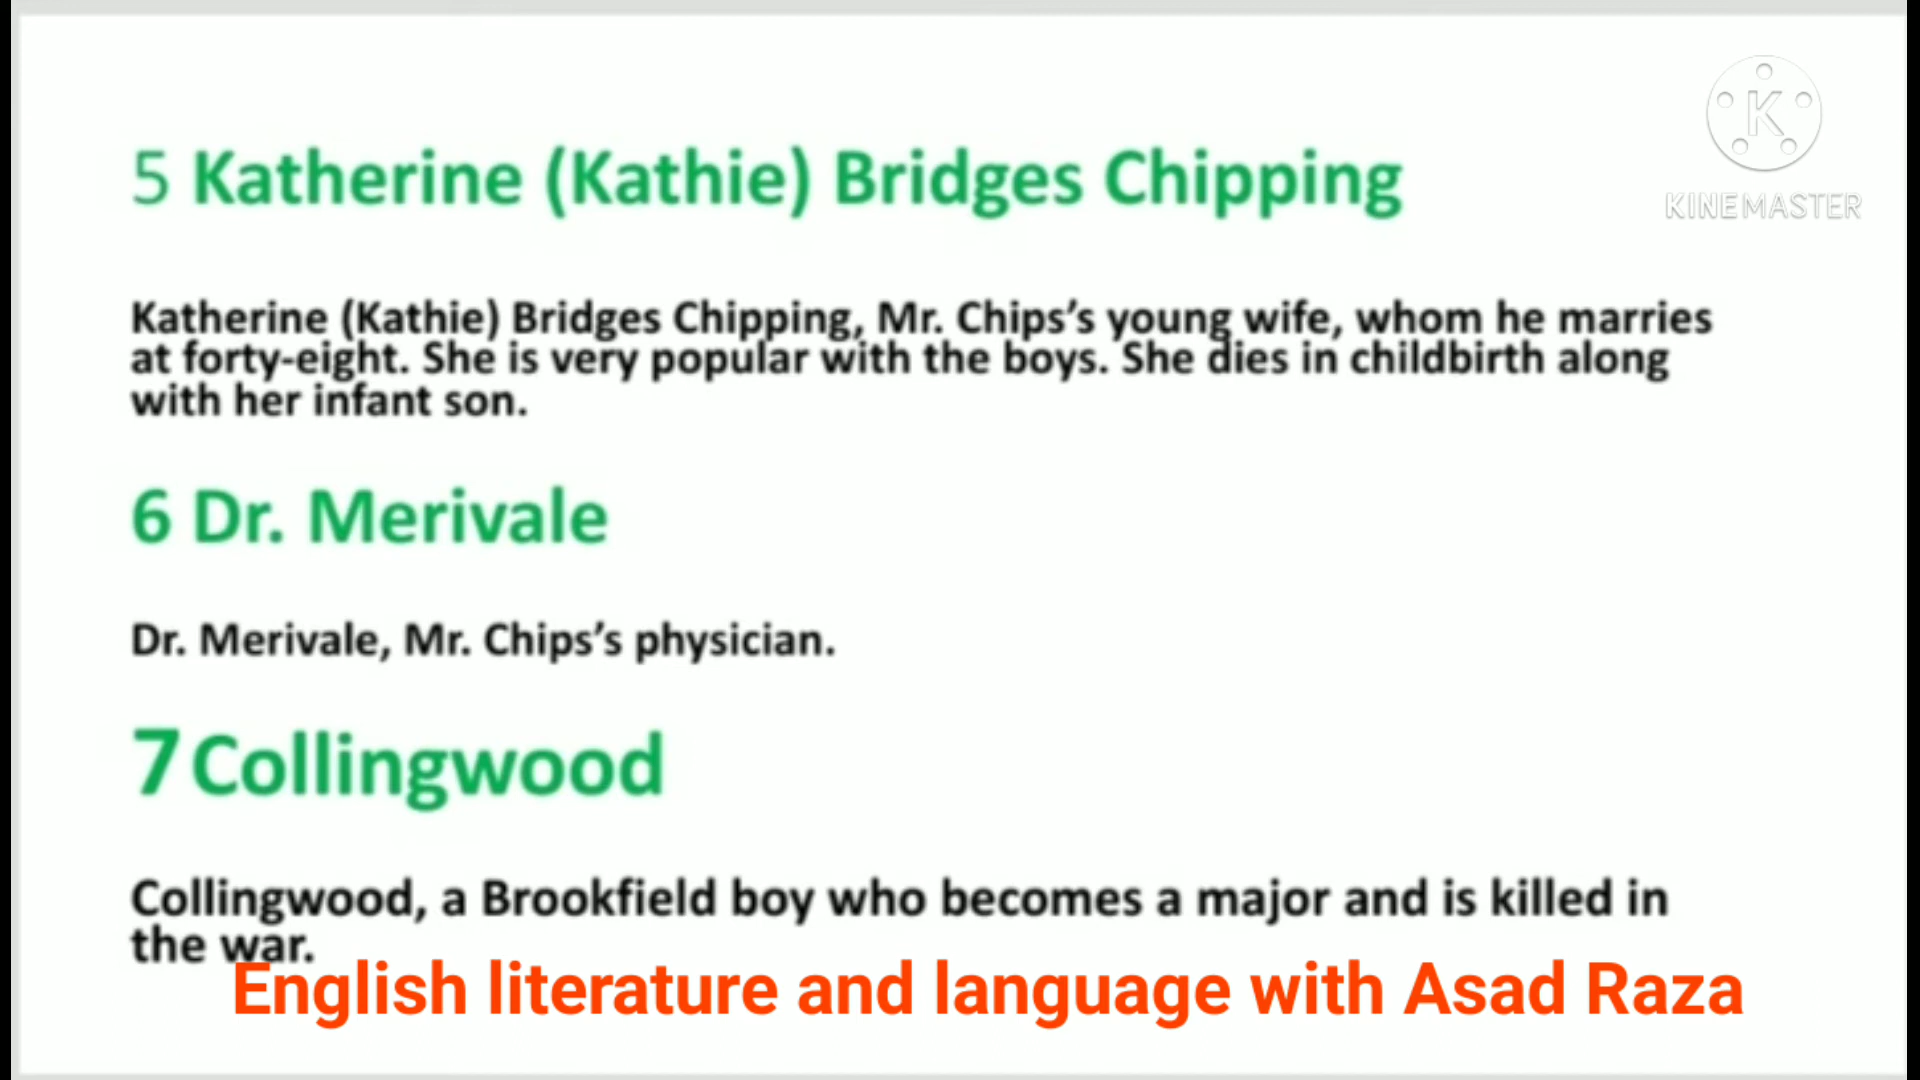 K
KINEMASTER
5 Katherine (Kathie) Bridges Chipping
Katherine (Kathie) Bridges Chipping, Mr. Chips’s young wife, whom he marries
at forty-eight. She is very popular with the boys. She dies in childbirth along
with her infant son.
6 Dr. Merivale
Dr. Merivale, Mr. Chips’s physician.
7 Collingwood
Collingwood, a Brookfield boy who becomes a major and is killed in
the war.
English literature and language with Asad Raza